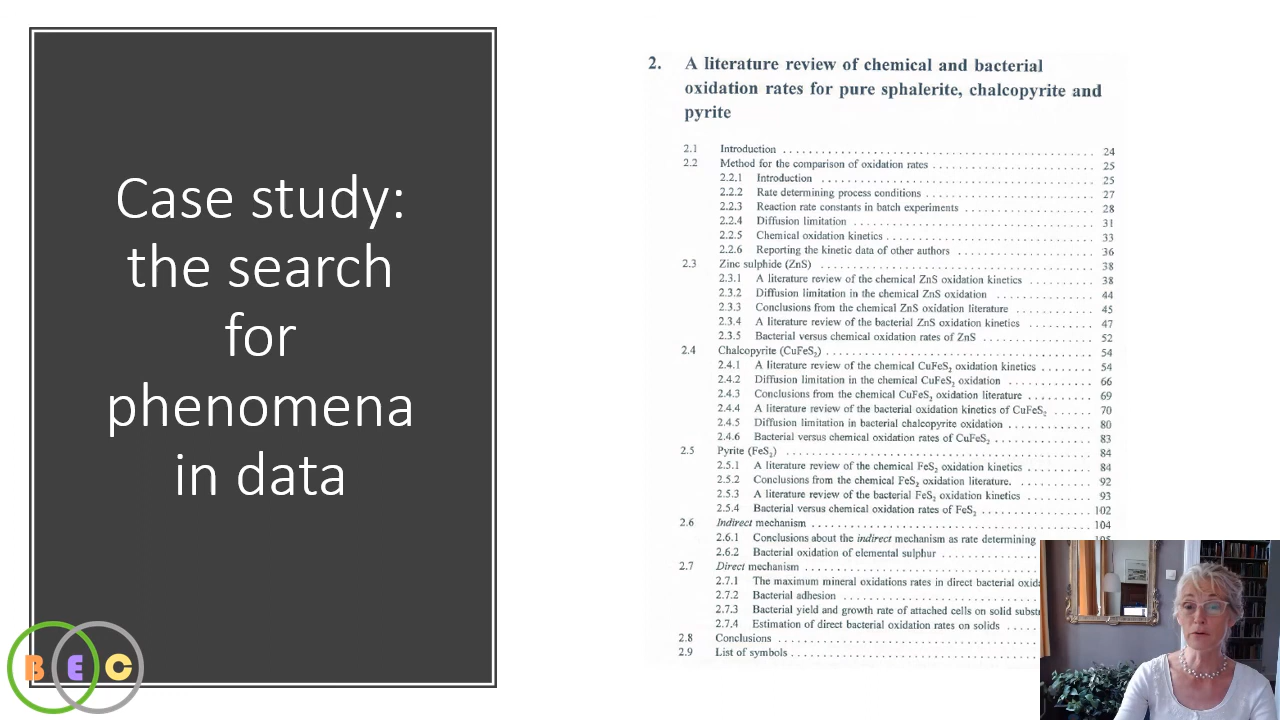 Case study:
the search
for
phenomena
in data
B E C
2. A literature review of chemical and bacterial
oxidation rates for pure sphalerite, chalcopyrite and
pyrite
2.1 Introduction 24
2.2 Method for the comparison of oxidation rates 25
2.2.1 Introduction 25
2.2.2 Rate determining process conditions 27
2.2.3 Reaction rate constants in batch experiments 28
2.2.4 Diffusion limitation 31
2.2.5 Chemical oxidation kinetics 33
2.2.6 Reporting the kinetic data of other authors 36
2.3 Zinc sulphide (ZnS) 38
2.3.1 A literature review of the chemical ZnS oxidation kinetics 38
2.3.2 Diffusion limitation in the chemical ZnS oxidation 44
2.3.3 Conclusions from the chemical ZnS oxidation literature 45
2.3.4 A literature review of the bacterial ZnS oxidation kinetics 47
2.3.5 Bacterial versus chemical oxidation rates of ZnS 52
2.4 Chalcopyrite (CuFeS₂) 54
2.4.1 A literature review of the chemical CuFeS₂ oxidation kinetics 54
2.4.2 Diffusion limitation in the chemical CuFeS₂ oxidation 66
2.4.3 Conclusions from the chemical CuFeS₂ oxidation literature 69
2.4.4 A literature review of the bacterial oxidation kinetics of CuFeS₂ 70
2.4.5 Diffusion limitation in bacterial chalcopyrite oxidation 80
2.4.6 Bacterial versus chemical oxidation rates of CuFeS₂ 83
2.5 Pyrite (FeS₂) 84
2.5.1 A literature review of the chemical FeS₂ oxidation kinetics 84
2.5.2 Conclusions from the chemical FeS₂ oxidation literature. 92
2.5.3 A literature review of the bacterial FeS₂ oxidation kinetics 93
2.5.4 Bacterial versus chemical oxidation rates of FeS₂ 102
2.6 Indirect mechanism 104
2.6.1 Conclusions about the indirect mechanism as rate determining
2.6.2 Bacterial oxidation of elemental sulphur
2.7 Direct mechanism
2.7.1 The maximum mineral oxidations rates in direct bacterial
2.7.2 Bacterial adhesion
2.7.3 Bacterial yield and growth rate of attached cells on solid
2.7.4 Estimation of direct bacterial oxidation rates on solids
2.8 Conclusions
2.9 List of symbols